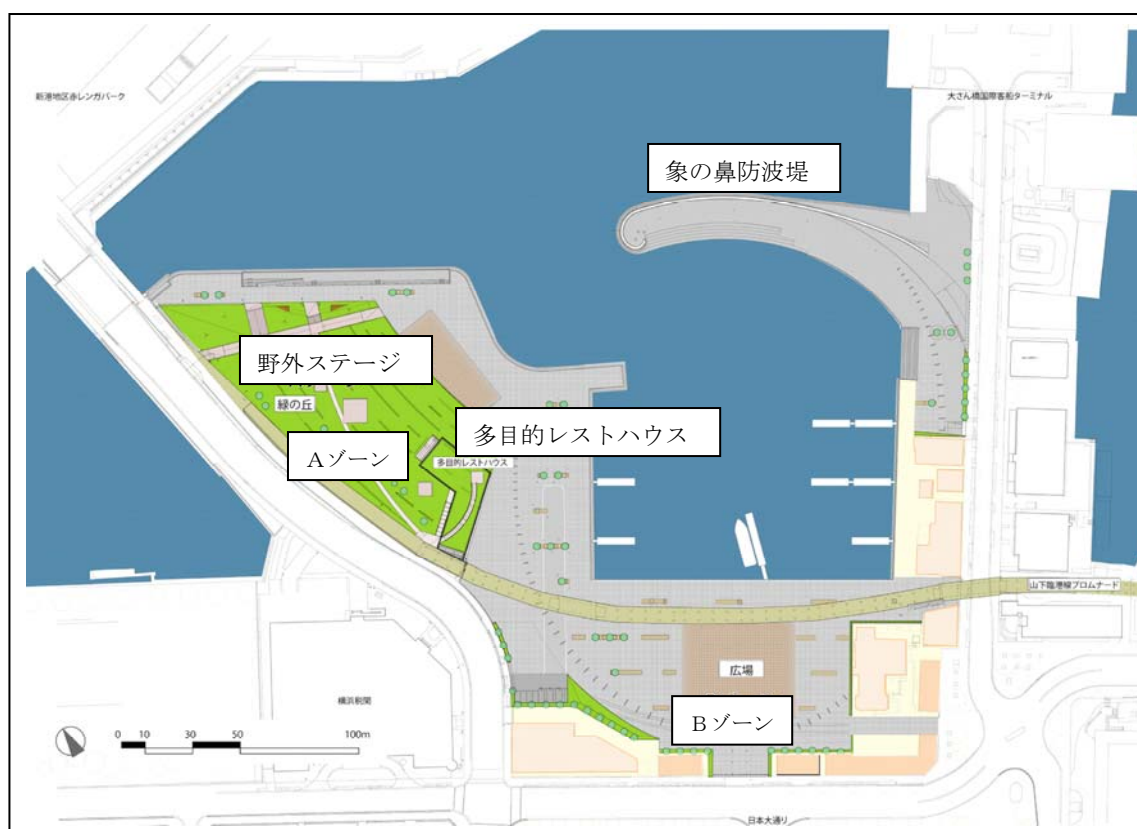 新港地区赤レンガパーク
大さん橋国際客船ターミナル
象の鼻防波堤
野外ステージ
緑の丘
多目的レストハウス
Aゾーン
多目的レストハウス
山下臨港線プロムナード
広場
横浜税関
Bゾーン
0 10 30 50 100m
日本大通り